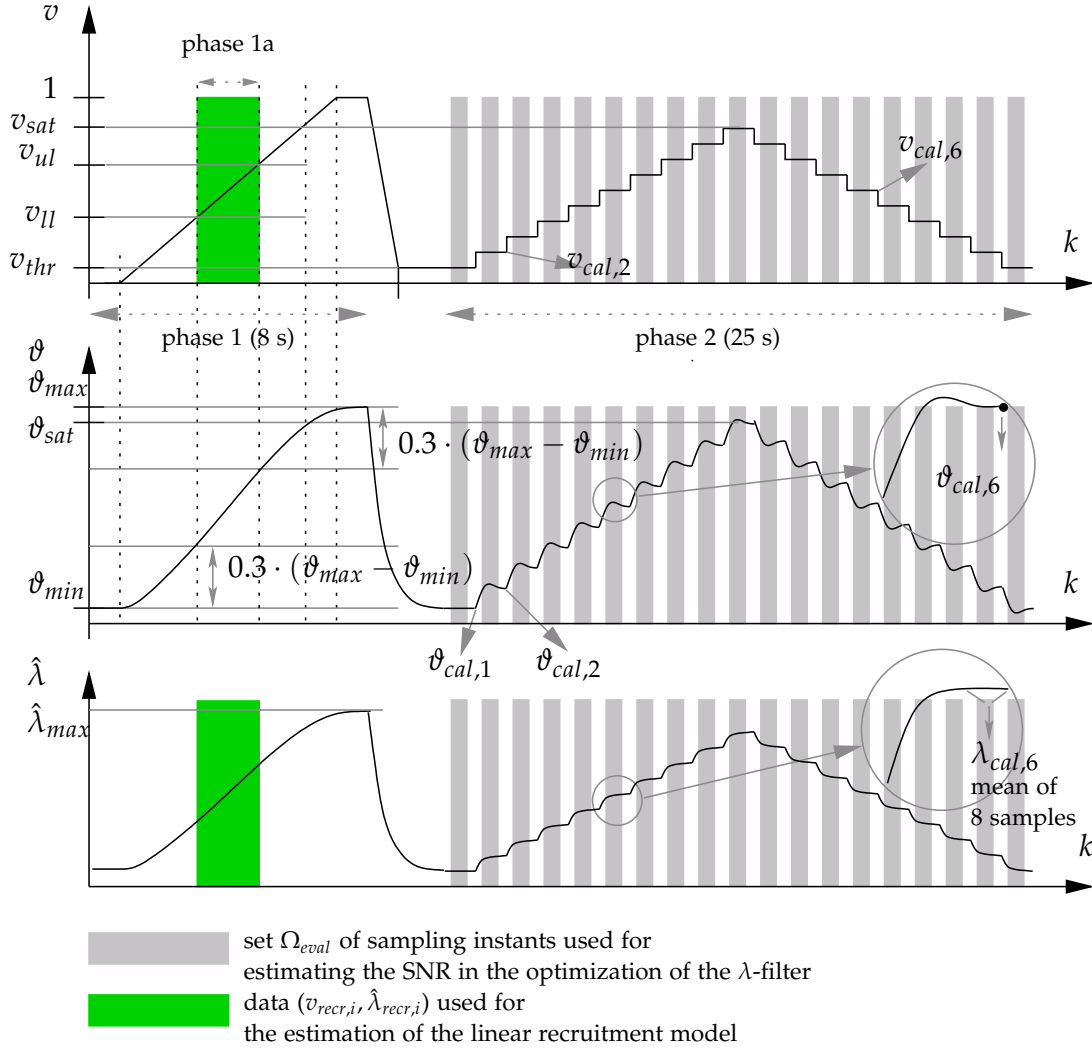 v
phase 1a
1
v_sat
v_ul
v_ll
v_thr
v_cal,6
v_cal,2
k
phase 1 (8 s)
phase 2 (25 s)
ϑ
ϑ_max
ϑ_sat
ϑ_min
0.3 · (ϑ_max − ϑ_min)
0.3 · (ϑ_max − ϑ_min)
ϑ_cal,6
k
ϑ_cal,1
ϑ_cal,2
λ̂
λ̂_max
λ_cal,6
mean of
8 samples
k
set Ω_eval of sampling instants used for
estimating the SNR in the optimization of the λ-filter
data (v_recr,i, λ̂_recr,i) used for
the estimation of the linear recruitment model